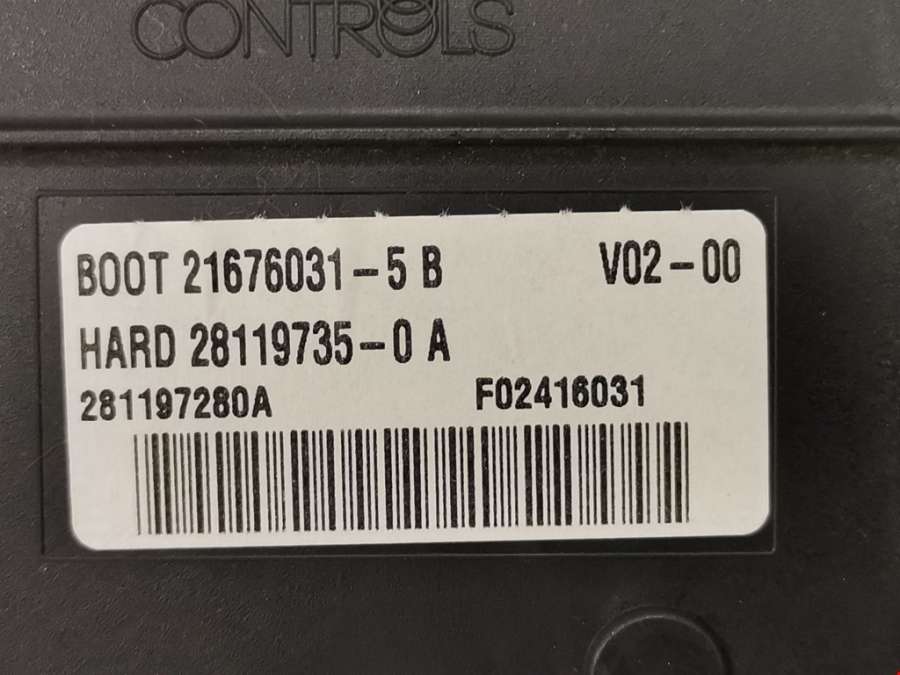 CONTROLS
BOOT 21676031-5 B V02-00
HARD 28119735-0 A
281197280A F02416031